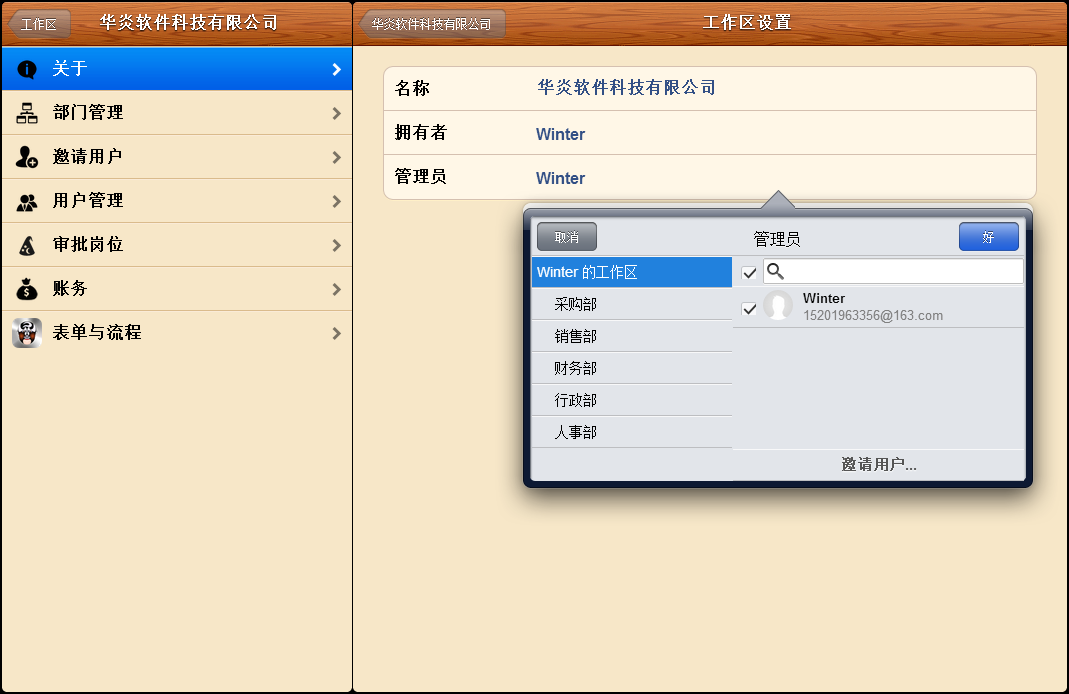 工作区
华炎软件科技有限公司
关于
部门管理
邀请用户
用户管理
审批岗位
账务
表单与流程
华炎软件科技有限公司
工作区设置
名称 华炎软件科技有限公司
拥有者 Winter
管理员 Winter
取消 管理员 好
Winter 的工作区
采购部
销售部
财务部
行政部
人事部
Winter
15201963356@163.com
邀请用户...